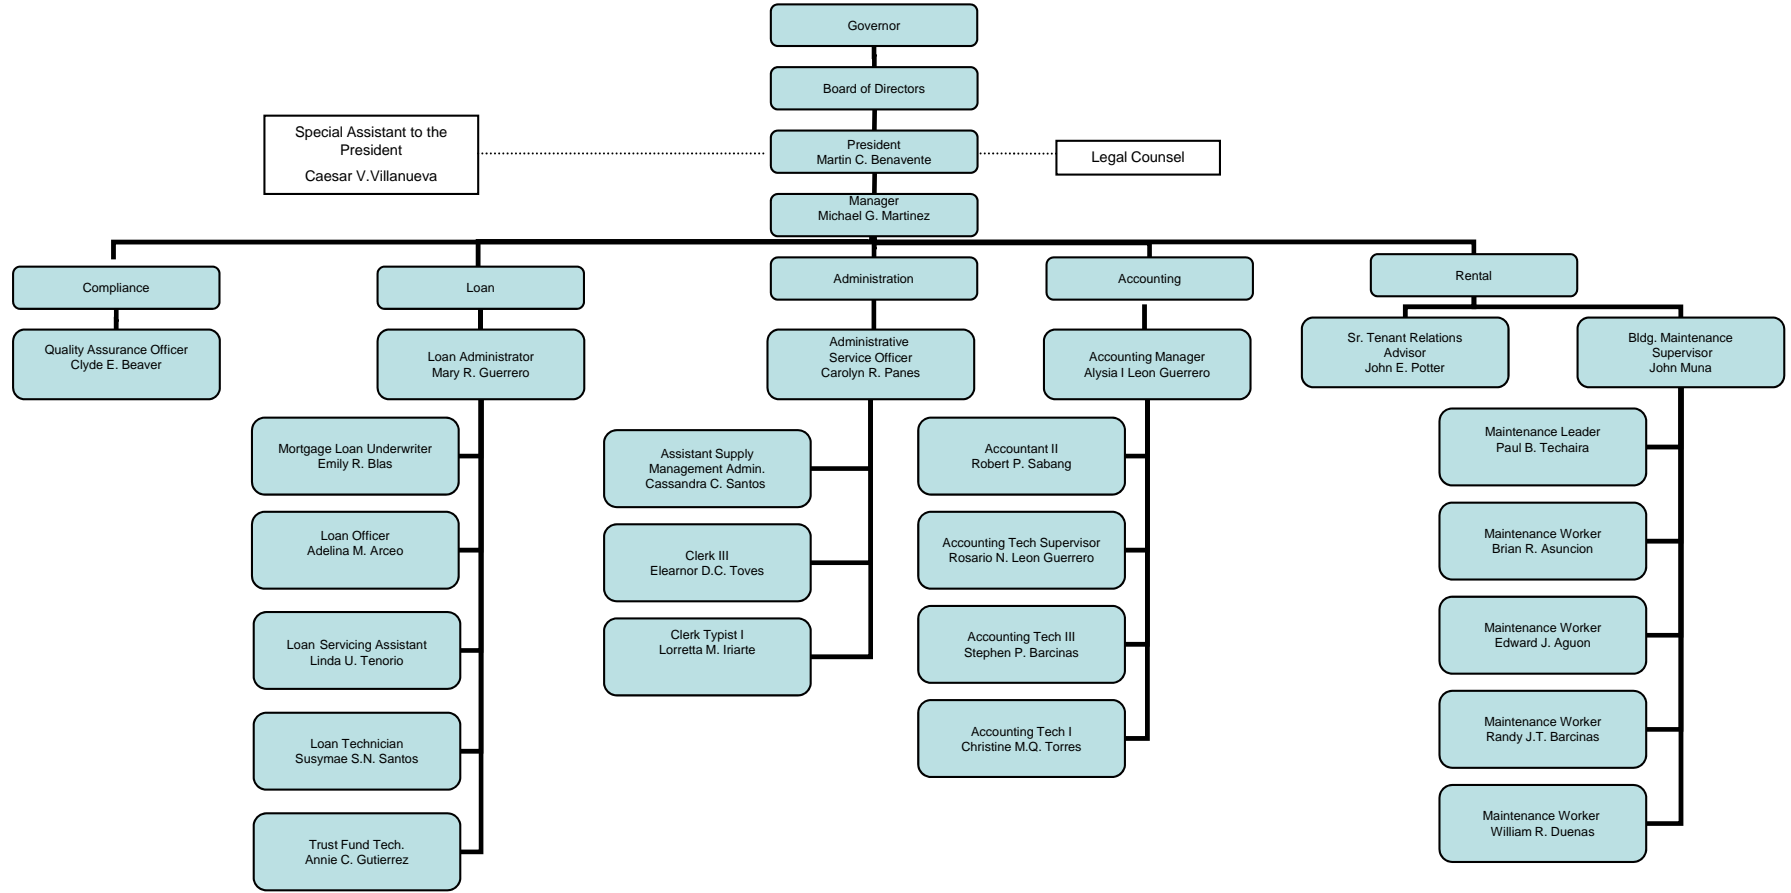 Governor
Board of Directors
Special Assistant to the
President
Caesar V.Villanueva
President
Martin C. Benavente
Legal Counsel
Manager
Michael G. Martinez
Compliance
Loan
Administration
Accounting
Rental
Quality Assurance Officer
Clyde E. Beaver
Loan Administrator
Mary R. Guerrero
Administrative
Service Officer
Carolyn R. Panes
Accounting Manager
Alysia I Leon Guerrero
Sr. Tenant Relations
Advisor
John E. Potter
Bldg. Maintenance
Supervisor
John Muna
Mortgage Loan Underwriter
Emily R. Blas
Loan Officer
Adelina M. Arceo
Loan Servicing Assistant
Linda U. Tenorio
Loan Technician
Susymae S.N. Santos
Trust Fund Tech.
Annie C. Gutierrez
Assistant Supply
Management Admin.
Cassandra C. Santos
Clerk III
Elearnor D.C. Toves
Clerk Typist I
Lorretta M. Iriarte
Accountant II
Robert P. Sabang
Accounting Tech Supervisor
Rosario N. Leon Guerrero
Accounting Tech III
Stephen P. Barcinas
Accounting Tech I
Christine M.Q. Torres
Maintenance Leader
Paul B. Techaira
Maintenance Worker
Brian R. Asuncion
Maintenance Worker
Edward J. Aguon
Maintenance Worker
Randy J.T. Barcinas
Maintenance Worker
William R. Duenas